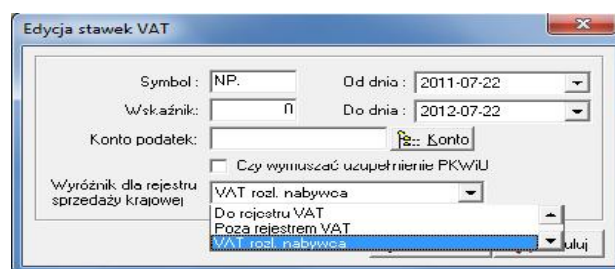 Edycja stawek VAT
Symbol : NP. Od dnia : 2011-07-22
Wskaźnik: 0 Do dnia : 2012-07-22
Konto podatek: Konto
Czy wymuszać uzupełnienie PKWiU
Wyróżnik dla rejestru
sprzedaży krajowej
VAT rozl. nabywca
Do rejestru VAT
Poza rejestrem VAT
VAT rozl. nabywca
uluj